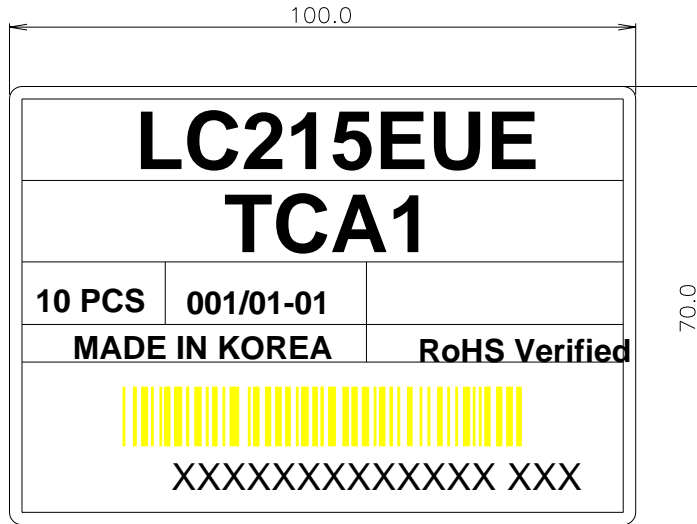 100.0
LC215EUE
TCA1
10 PCS 001/01-01
MADE IN KOREA RoHS Verified
XXXXXXXXXXXXX XXX
70.0